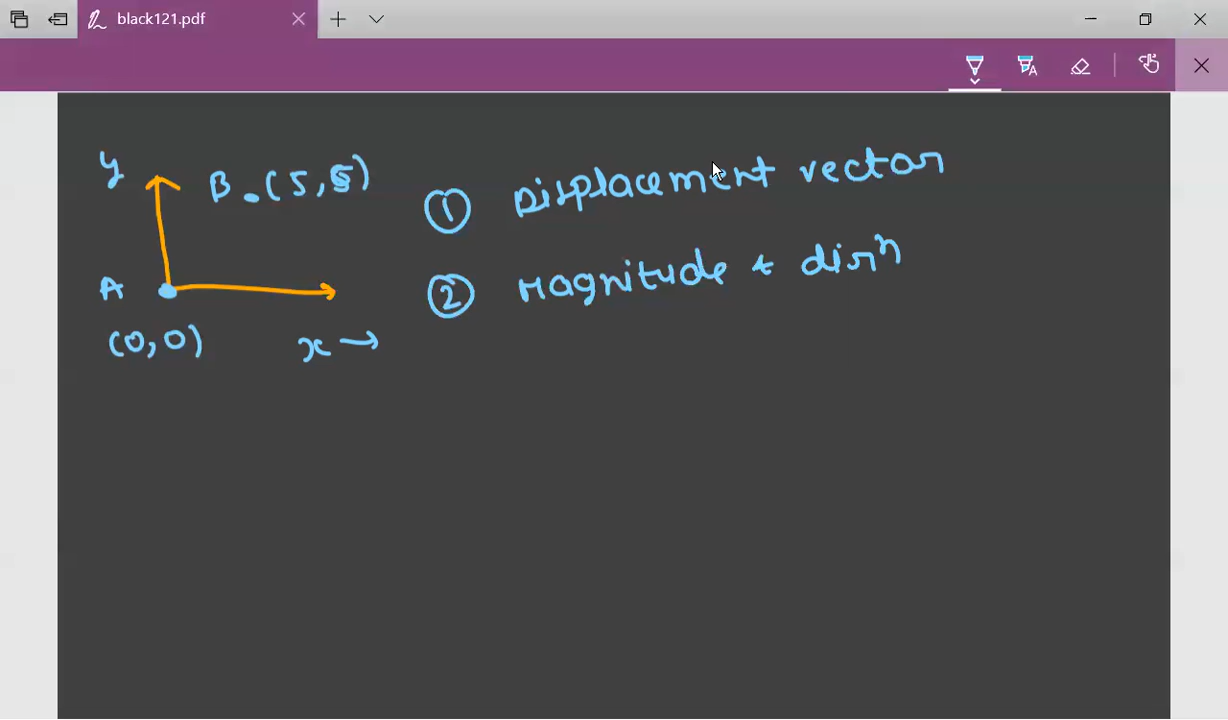 black121.pdf
y
B .(5,5)
① Displacement vector
A
② Magnitude & dirⁿ
(0,0)
x →